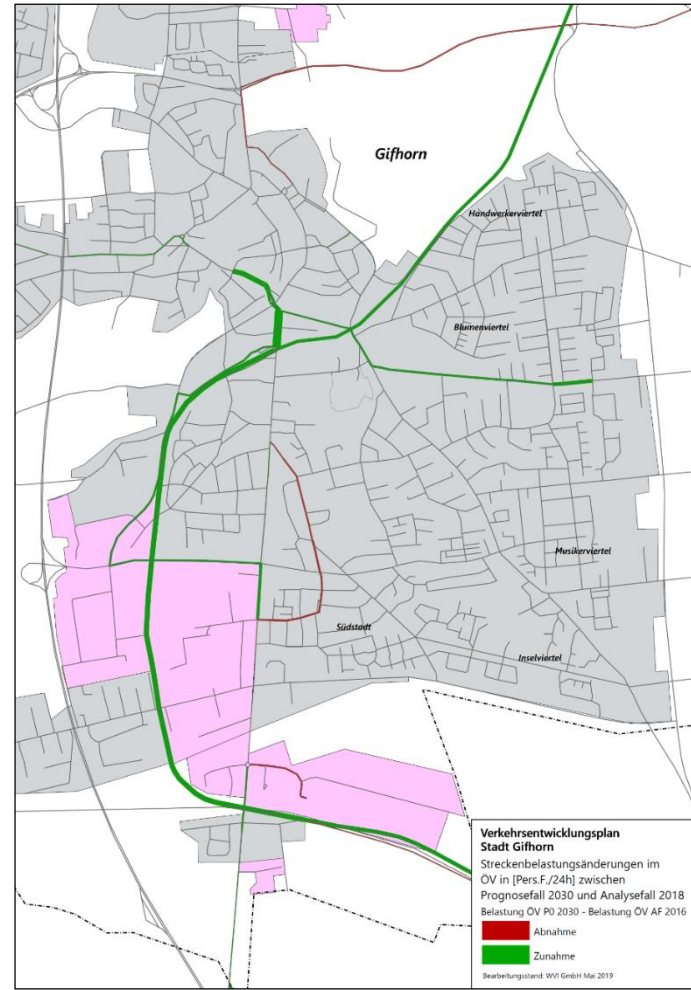 Gifhorn
Handwerkerviertel
Blumenviertel
Musikerviertel
Südstadt
Inselviertel
Verkehrsentwicklungsplan
Stadt Gifhorn
Streckenbelastungsänderungen im
ÖV in [Pers.F./24h] zwischen
Prognosefall 2030 und Analysefall 2018
Belastung ÖV P0 2030 - Belastung ÖV AF 2016
Abnahme
Zunahme
Bearbeitungsstand: WVI GmbH Mai 2019